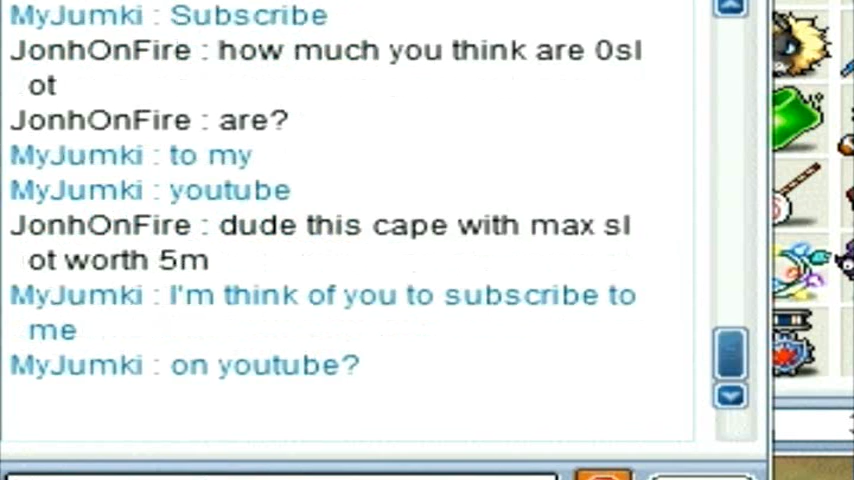 MyJumki : Subscribe
JonhOnFire : how much you think are 0sl
ot
JonhOnFire : are?
MyJumki : to my
MyJumki : youtube
JonhOnFire : dude this cape with max sl
ot worth 5m
MyJumki : I'm think of you to subscribe to
me
MyJumki : on youtube?